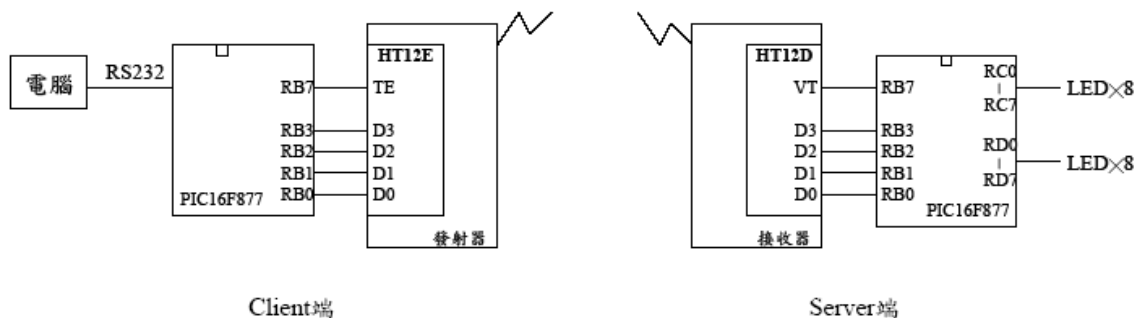 電腦
RS232
RB7
RB3
RB2
RB1
RB0
PIC16F877
HT12E
TE
D3
D2
D1
D0
發射器
Client端
HT12D
VT
D3
D2
D1
D0
接收器
RB7
RB3
RB2
RB1
RB0
RC0
RC7
RD0
RD7
PIC16F877
LED×8
LED×8
Server端